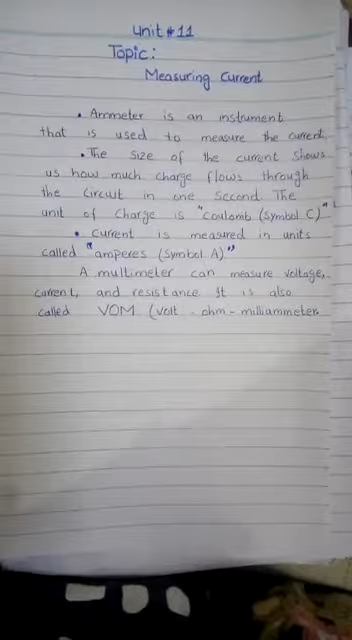 Unit # 11
Topic:
Measuring Current
• Ammeter is an instrument
that is used to measure the current.
• The size of the current shows
us how much charge flows through
the circuit in one second. The
unit of charge is "coulomb (symbol C)"
• Current is measured in units
called "amperes (symbol A)"
A multimeter can measure voltage,
current, and resistance It is also
called VOM (volt - ohm - milliammeter